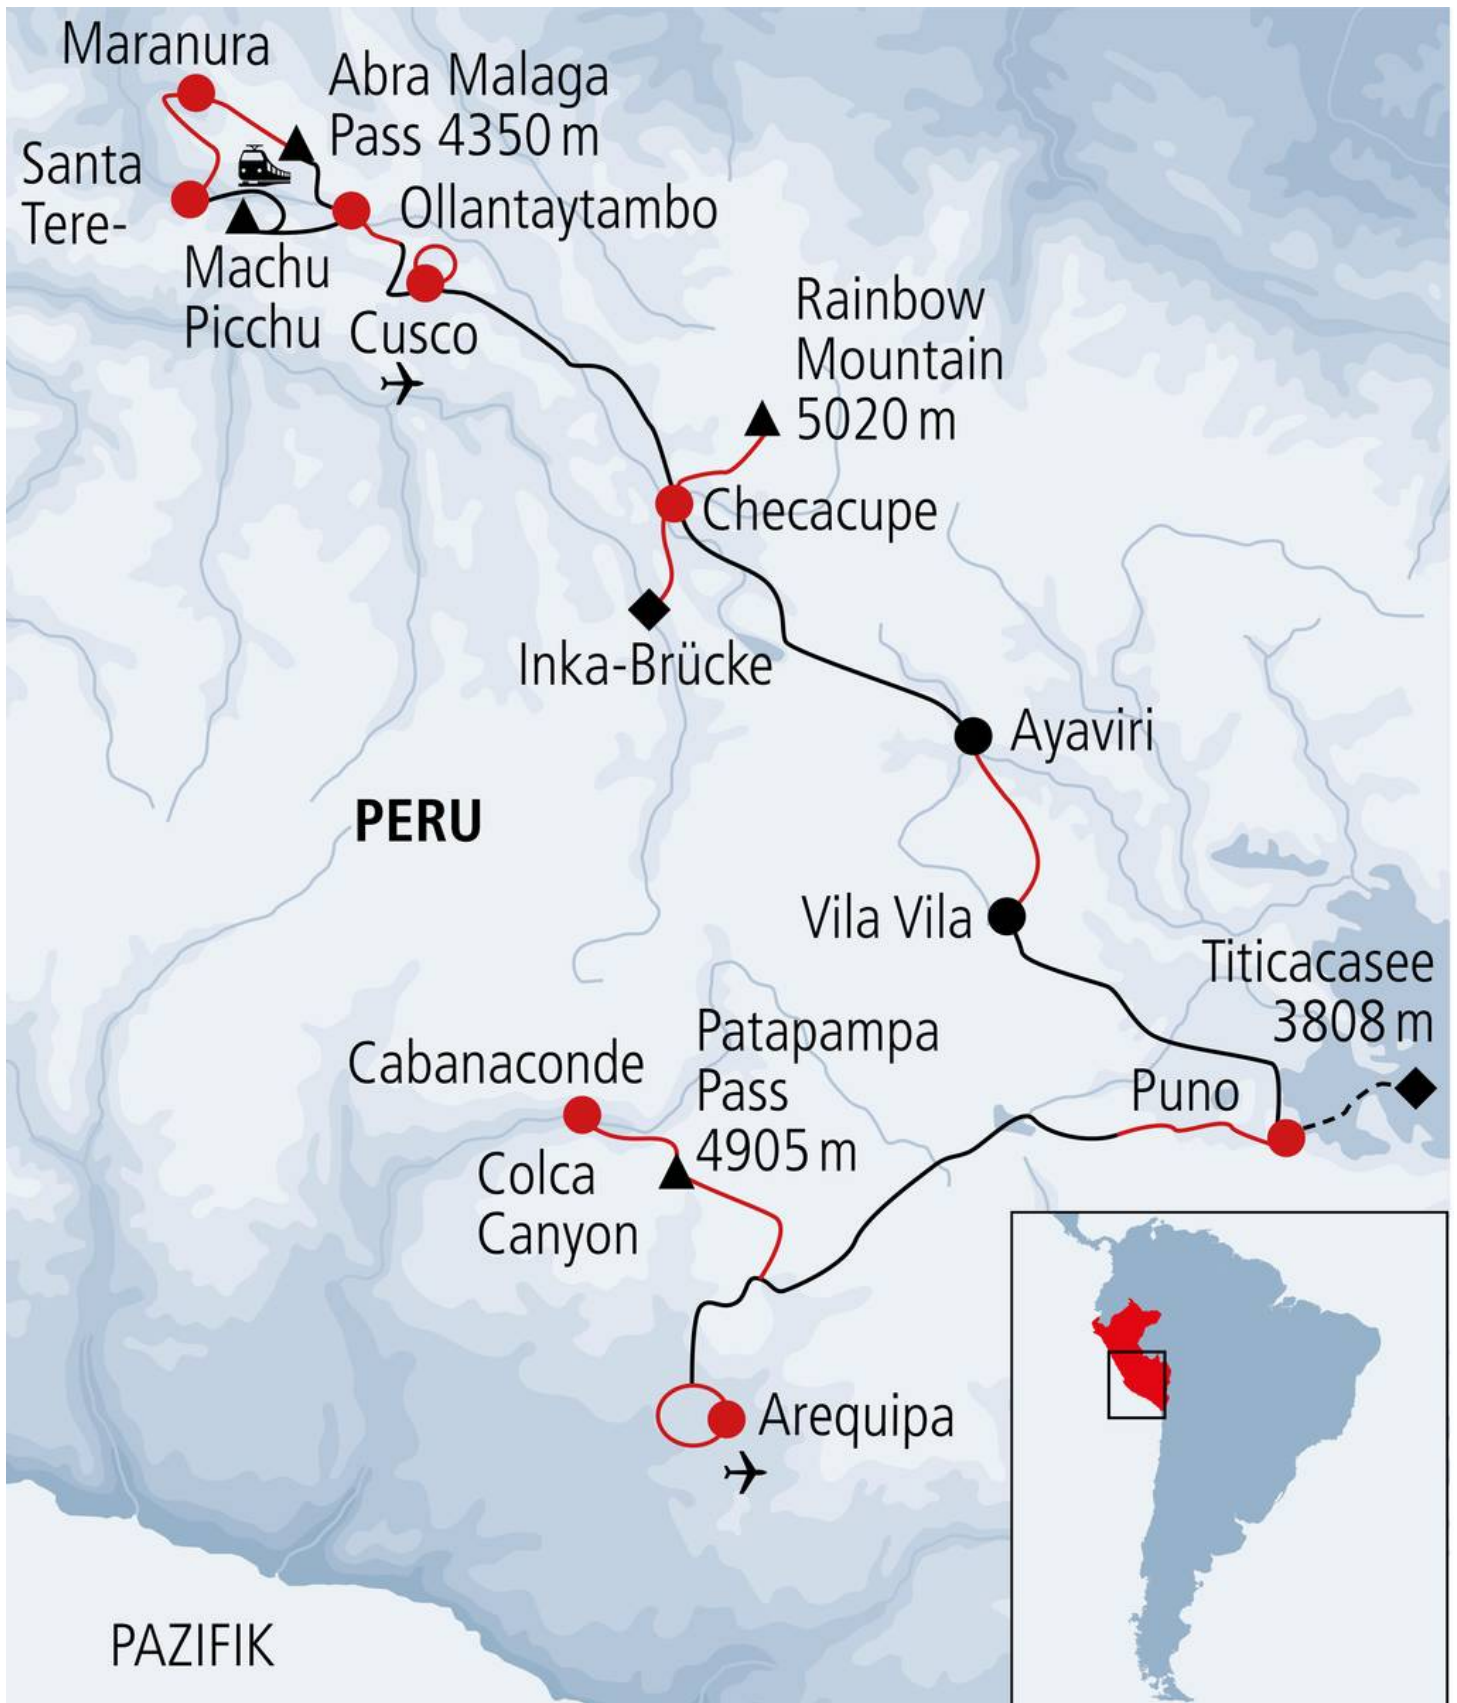 Maranura
Abra Malaga
Pass 4350 m
Santa
Tere-
Ollantaytambo
Machu
Picchu
Cusco
Rainbow
Mountain
5020 m
Checacupe
Inka-Brücke
Ayaviri
PERU
Vila Vila
Titicacasee
3808 m
Patapampa
Pass
4905 m
Cabanaconde
Puno
Colca
Canyon
Arequipa
PAZIFIK